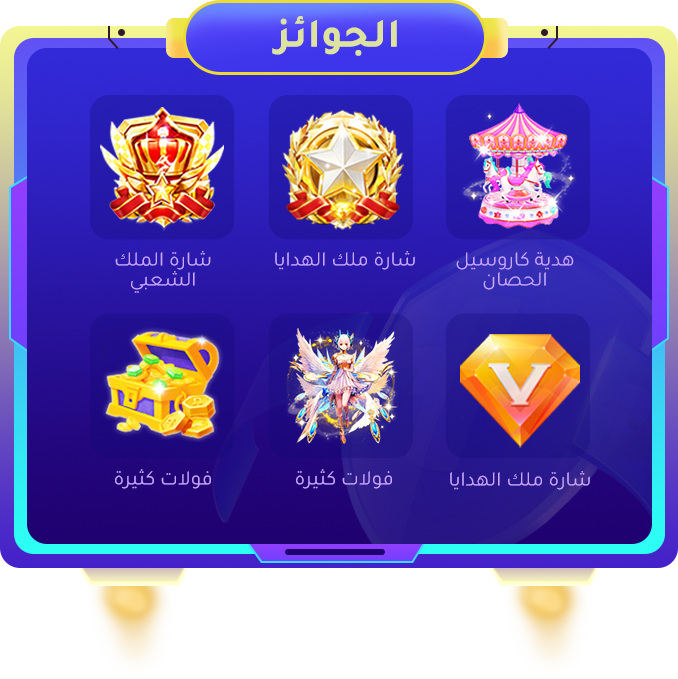 الجوائز
هدية كاروسيل
الحصان
شارة ملك الهدايا
شارة الملك
الشعبي
V
شارة ملك الهدايا
فولات كثيرة
فولات كثيرة